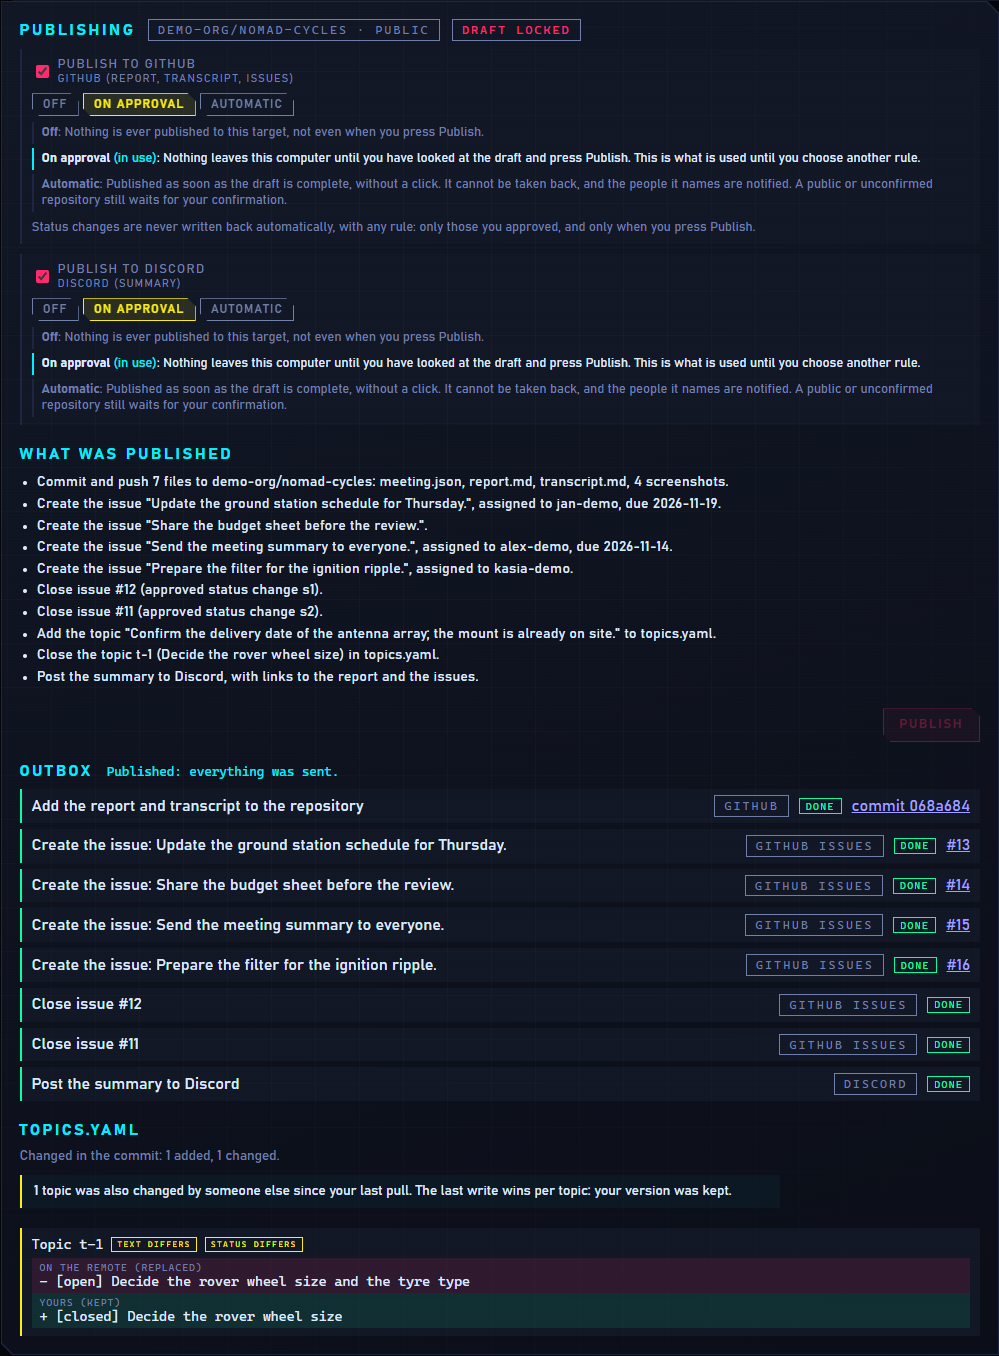 PUBLISHING
DEMO-ORG/NOMAD-CYCLES · PUBLIC
DRAFT LOCKED
PUBLISH TO GITHUB
GITHUB (REPORT, TRANSCRIPT, ISSUES)
OFF ON APPROVAL AUTOMATIC
Off: Nothing is ever published to this target, not even when you press Publish.
On approval (in use): Nothing leaves this computer until you have looked at the draft and press Publish. This is what is used until you choose another rule.
Automatic: Published as soon as the draft is complete, without a click. It cannot be taken back, and the people it names are notified. A public or unconfirmed
repository still waits for your confirmation.
Status changes are never written back automatically, with any rule: only those you approved, and only when you press Publish.
PUBLISH TO DISCORD
DISCORD (SUMMARY)
OFF ON APPROVAL AUTOMATIC
Off: Nothing is ever published to this target, not even when you press Publish.
On approval (in use): Nothing leaves this computer until you have looked at the draft and press Publish. This is what is used until you choose another rule.
Automatic: Published as soon as the draft is complete, without a click. It cannot be taken back, and the people it names are notified. A public or unconfirmed
repository still waits for your confirmation.
WHAT WAS PUBLISHED
• Commit and push 7 files to demo-org/nomad-cycles: meeting.json, report.md, transcript.md, 4 screenshots.
• Create the issue "Update the ground station schedule for Thursday.", assigned to jan-demo, due 2026-11-19.
• Create the issue "Share the budget sheet before the review.".
• Create the issue "Send the meeting summary to everyone.", assigned to alex-demo, due 2026-11-14.
• Create the issue "Prepare the filter for the ignition ripple.", assigned to kasia-demo.
• Close issue #12 (approved status change s1).
• Close issue #11 (approved status change s2).
• Add the topic "Confirm the delivery date of the antenna array; the mount is already on site." to topics.yaml.
• Close the topic t-1 (Decide the rover wheel size) in topics.yaml.
• Post the summary to Discord, with links to the report and the issues.
PUBLISH
OUTBOX Published: everything was sent.
Add the report and transcript to the repository GITHUB DONE commit 068a684
Create the issue: Update the ground station schedule for Thursday. GITHUB ISSUES DONE #13
Create the issue: Share the budget sheet before the review. GITHUB ISSUES DONE #14
Create the issue: Send the meeting summary to everyone. GITHUB ISSUES DONE #15
Create the issue: Prepare the filter for the ignition ripple. GITHUB ISSUES DONE #16
Close issue #12 GITHUB ISSUES DONE
Close issue #11 GITHUB ISSUES DONE
Post the summary to Discord DISCORD DONE
TOPICS.YAML
Changed in the commit: 1 added, 1 changed.
1 topic was also changed by someone else since your last pull. The last write wins per topic: your version was kept.
Topic t-1 TEXT DIFFERS STATUS DIFFERS
ON THE REMOTE (REPLACED)
- [open] Decide the rover wheel size and the tyre type
YOURS (KEPT)
+ [closed] Decide the rover wheel size